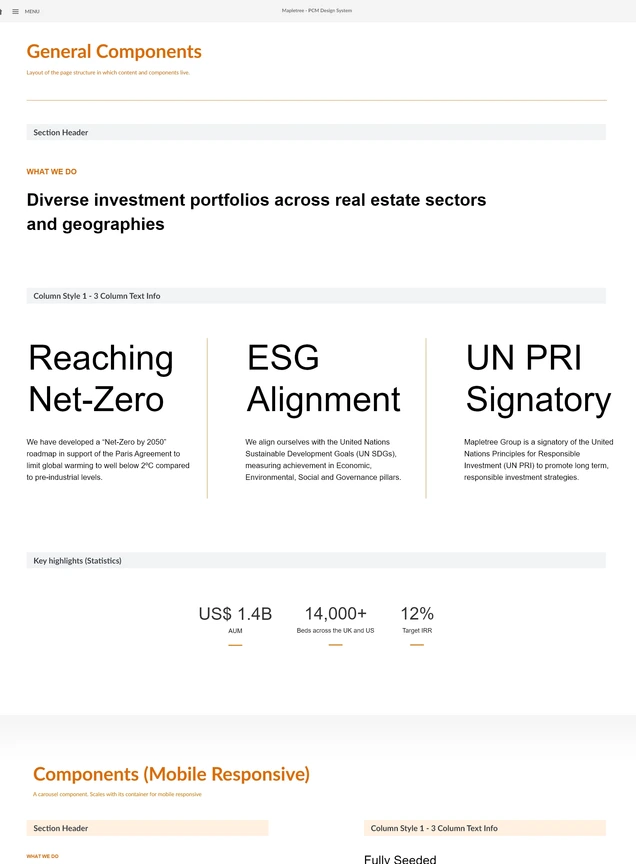 MENU
Mapletree - PCM Design System
General Components
Layout of the page structure in which content and components live.
Section Header
WHAT WE DO
Diverse investment portfolios across real estate sectors
and geographies
Column Style 1 - 3 Column Text Info
Reaching
Net-Zero
We have developed a “Net-Zero by 2050”
roadmap in support of the Paris Agreement to
limit global warming to well below 2ºC compared
to pre-industrial levels.
ESG
Alignment
We align ourselves with the United Nations
Sustainable Development Goals (UN SDGs),
measuring achievement in Economic,
Environmental, Social and Governance pillars.
UN PRI
Signatory
Mapletree Group is a signatory of the United
Nations Principles for Responsible
Investment (UN PRI) to promote long term,
responsible investment strategies.
Key highlights (Statistics)
US$ 1.4B
AUM
14,000+
Beds across the UK and US
12%
Target IRR
Components (Mobile Responsive)
A carousel component. Scales with its container for mobile responsive
Section Header
WHAT WE DO
Column Style 1 - 3 Column Text Info
Fully Seeded